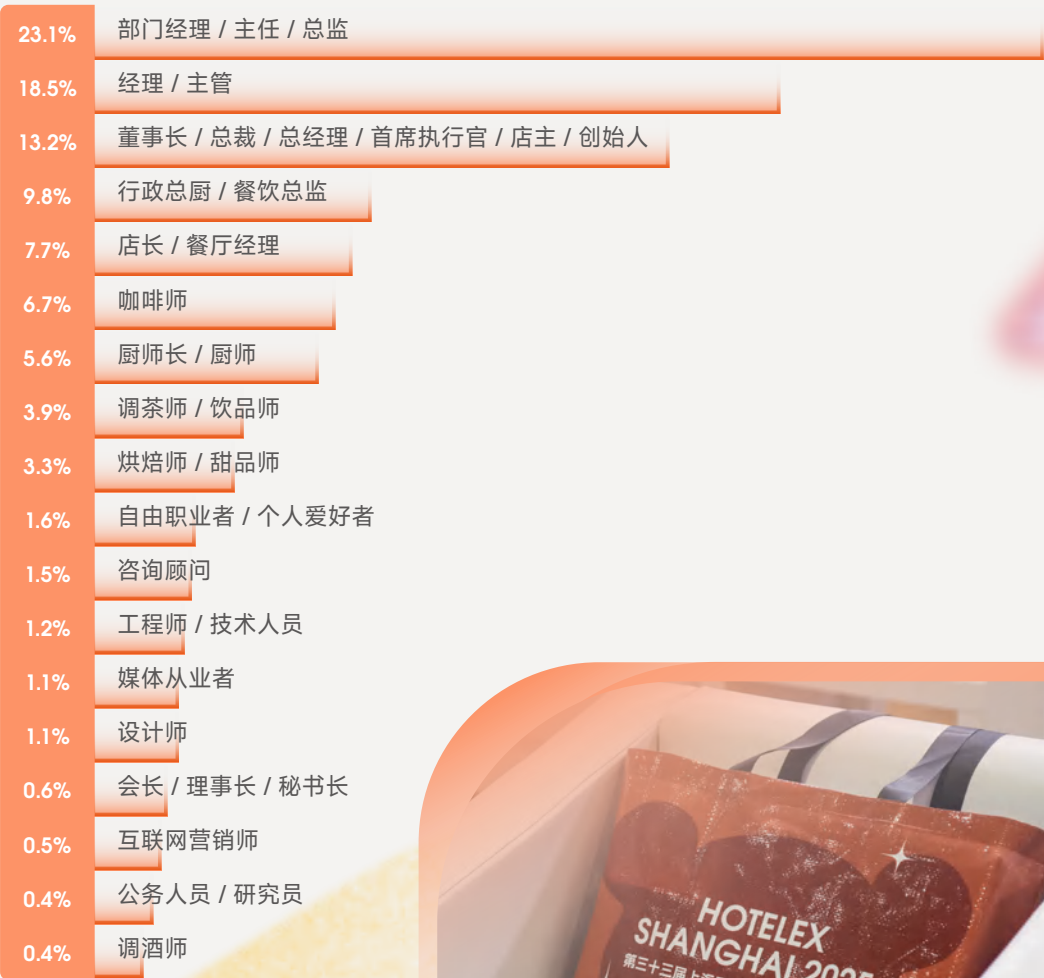 23.1% 部门经理 / 主任 / 总监
18.5% 经理 / 主管
13.2% 董事长 / 总裁 / 总经理 / 首席执行官 / 店主 / 创始人
9.8% 行政总厨 / 餐饮总监
7.7% 店长 / 餐厅经理
6.7% 咖啡师
5.6% 厨师长 / 厨师
3.9% 调茶师 / 饮品师
3.3% 烘焙师 / 甜品师
1.6% 自由职业者 / 个人爱好者
1.5% 咨询顾问
1.2% 工程师 / 技术人员
1.1% 媒体从业者
1.1% 设计师
0.6% 会长 / 理事长 / 秘书长
0.5% 互联网营销师
0.4% 公务人员 / 研究员
0.4% 调酒师
HOTELEX
SHANGHAI 2025
第三十三届上海